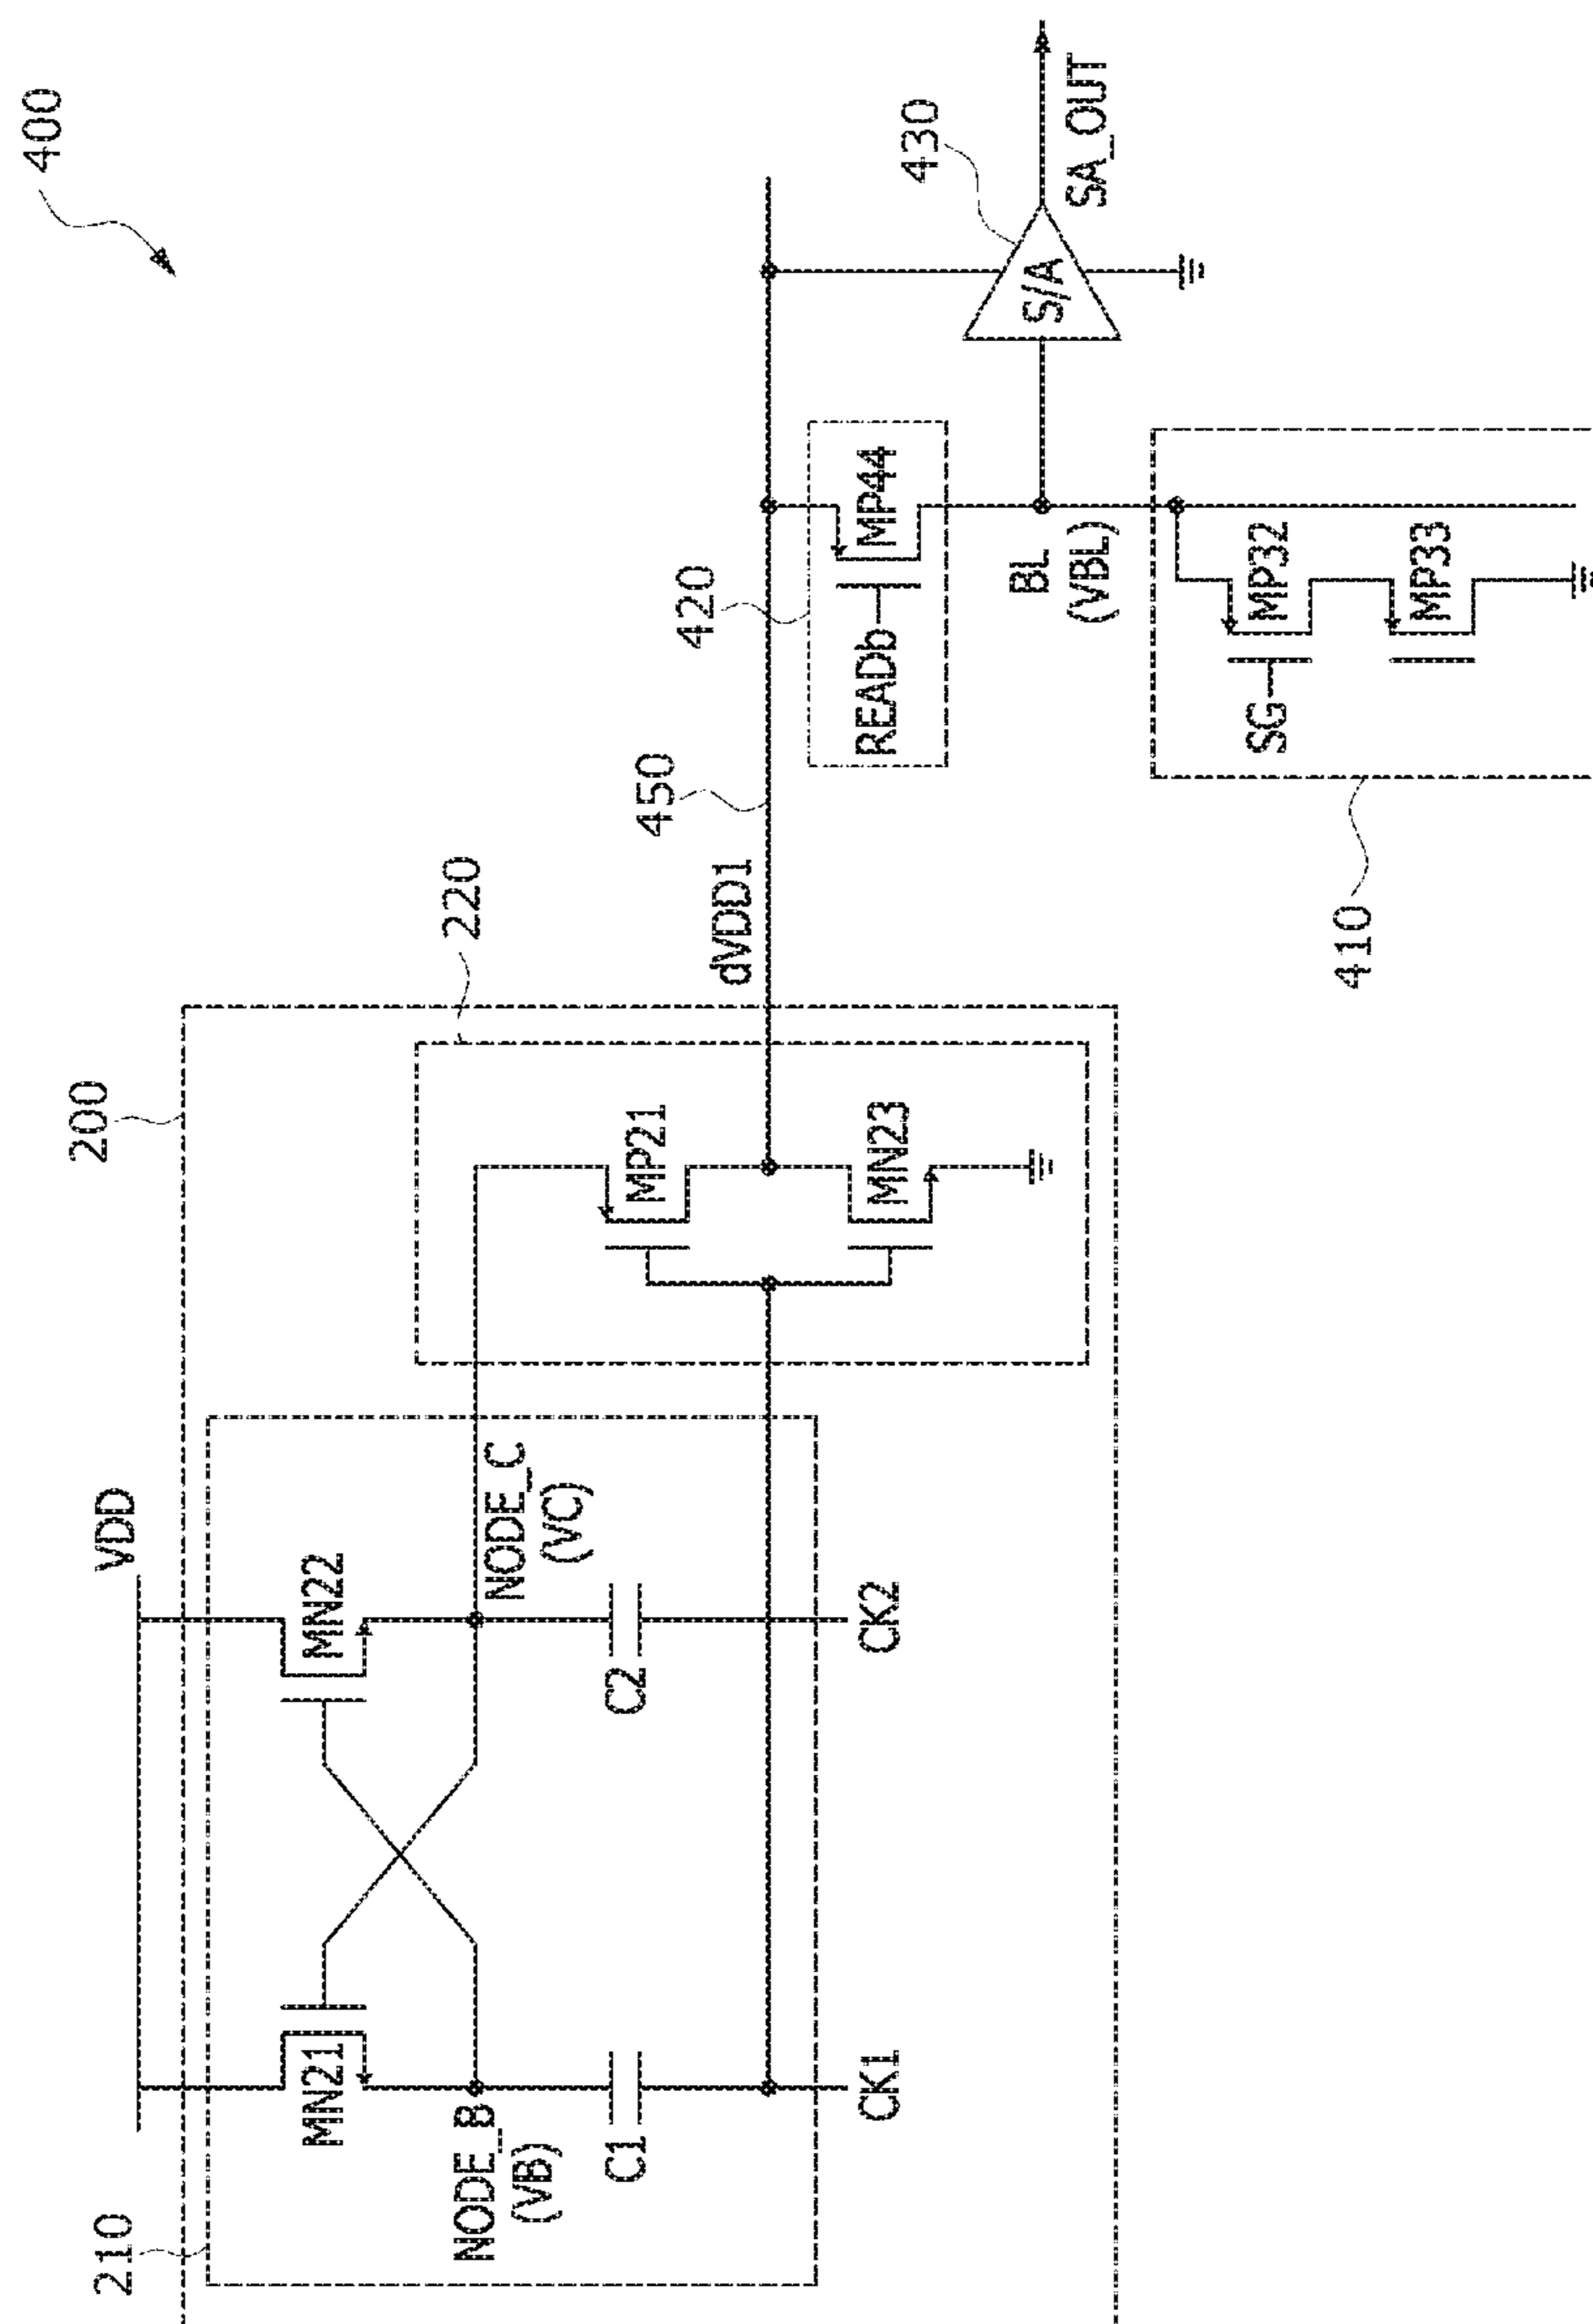 400
200
220
450
420
430
210
VDD
MN21
MN22
NODE_B
(VB)
NODE_C
(VC)
C1
C2
CK1
CK2
MP21
MN23
dVDD1
READb
MP44
BL
(VBL)
S/A
SA_OUT
SG
MP32
MP33
410